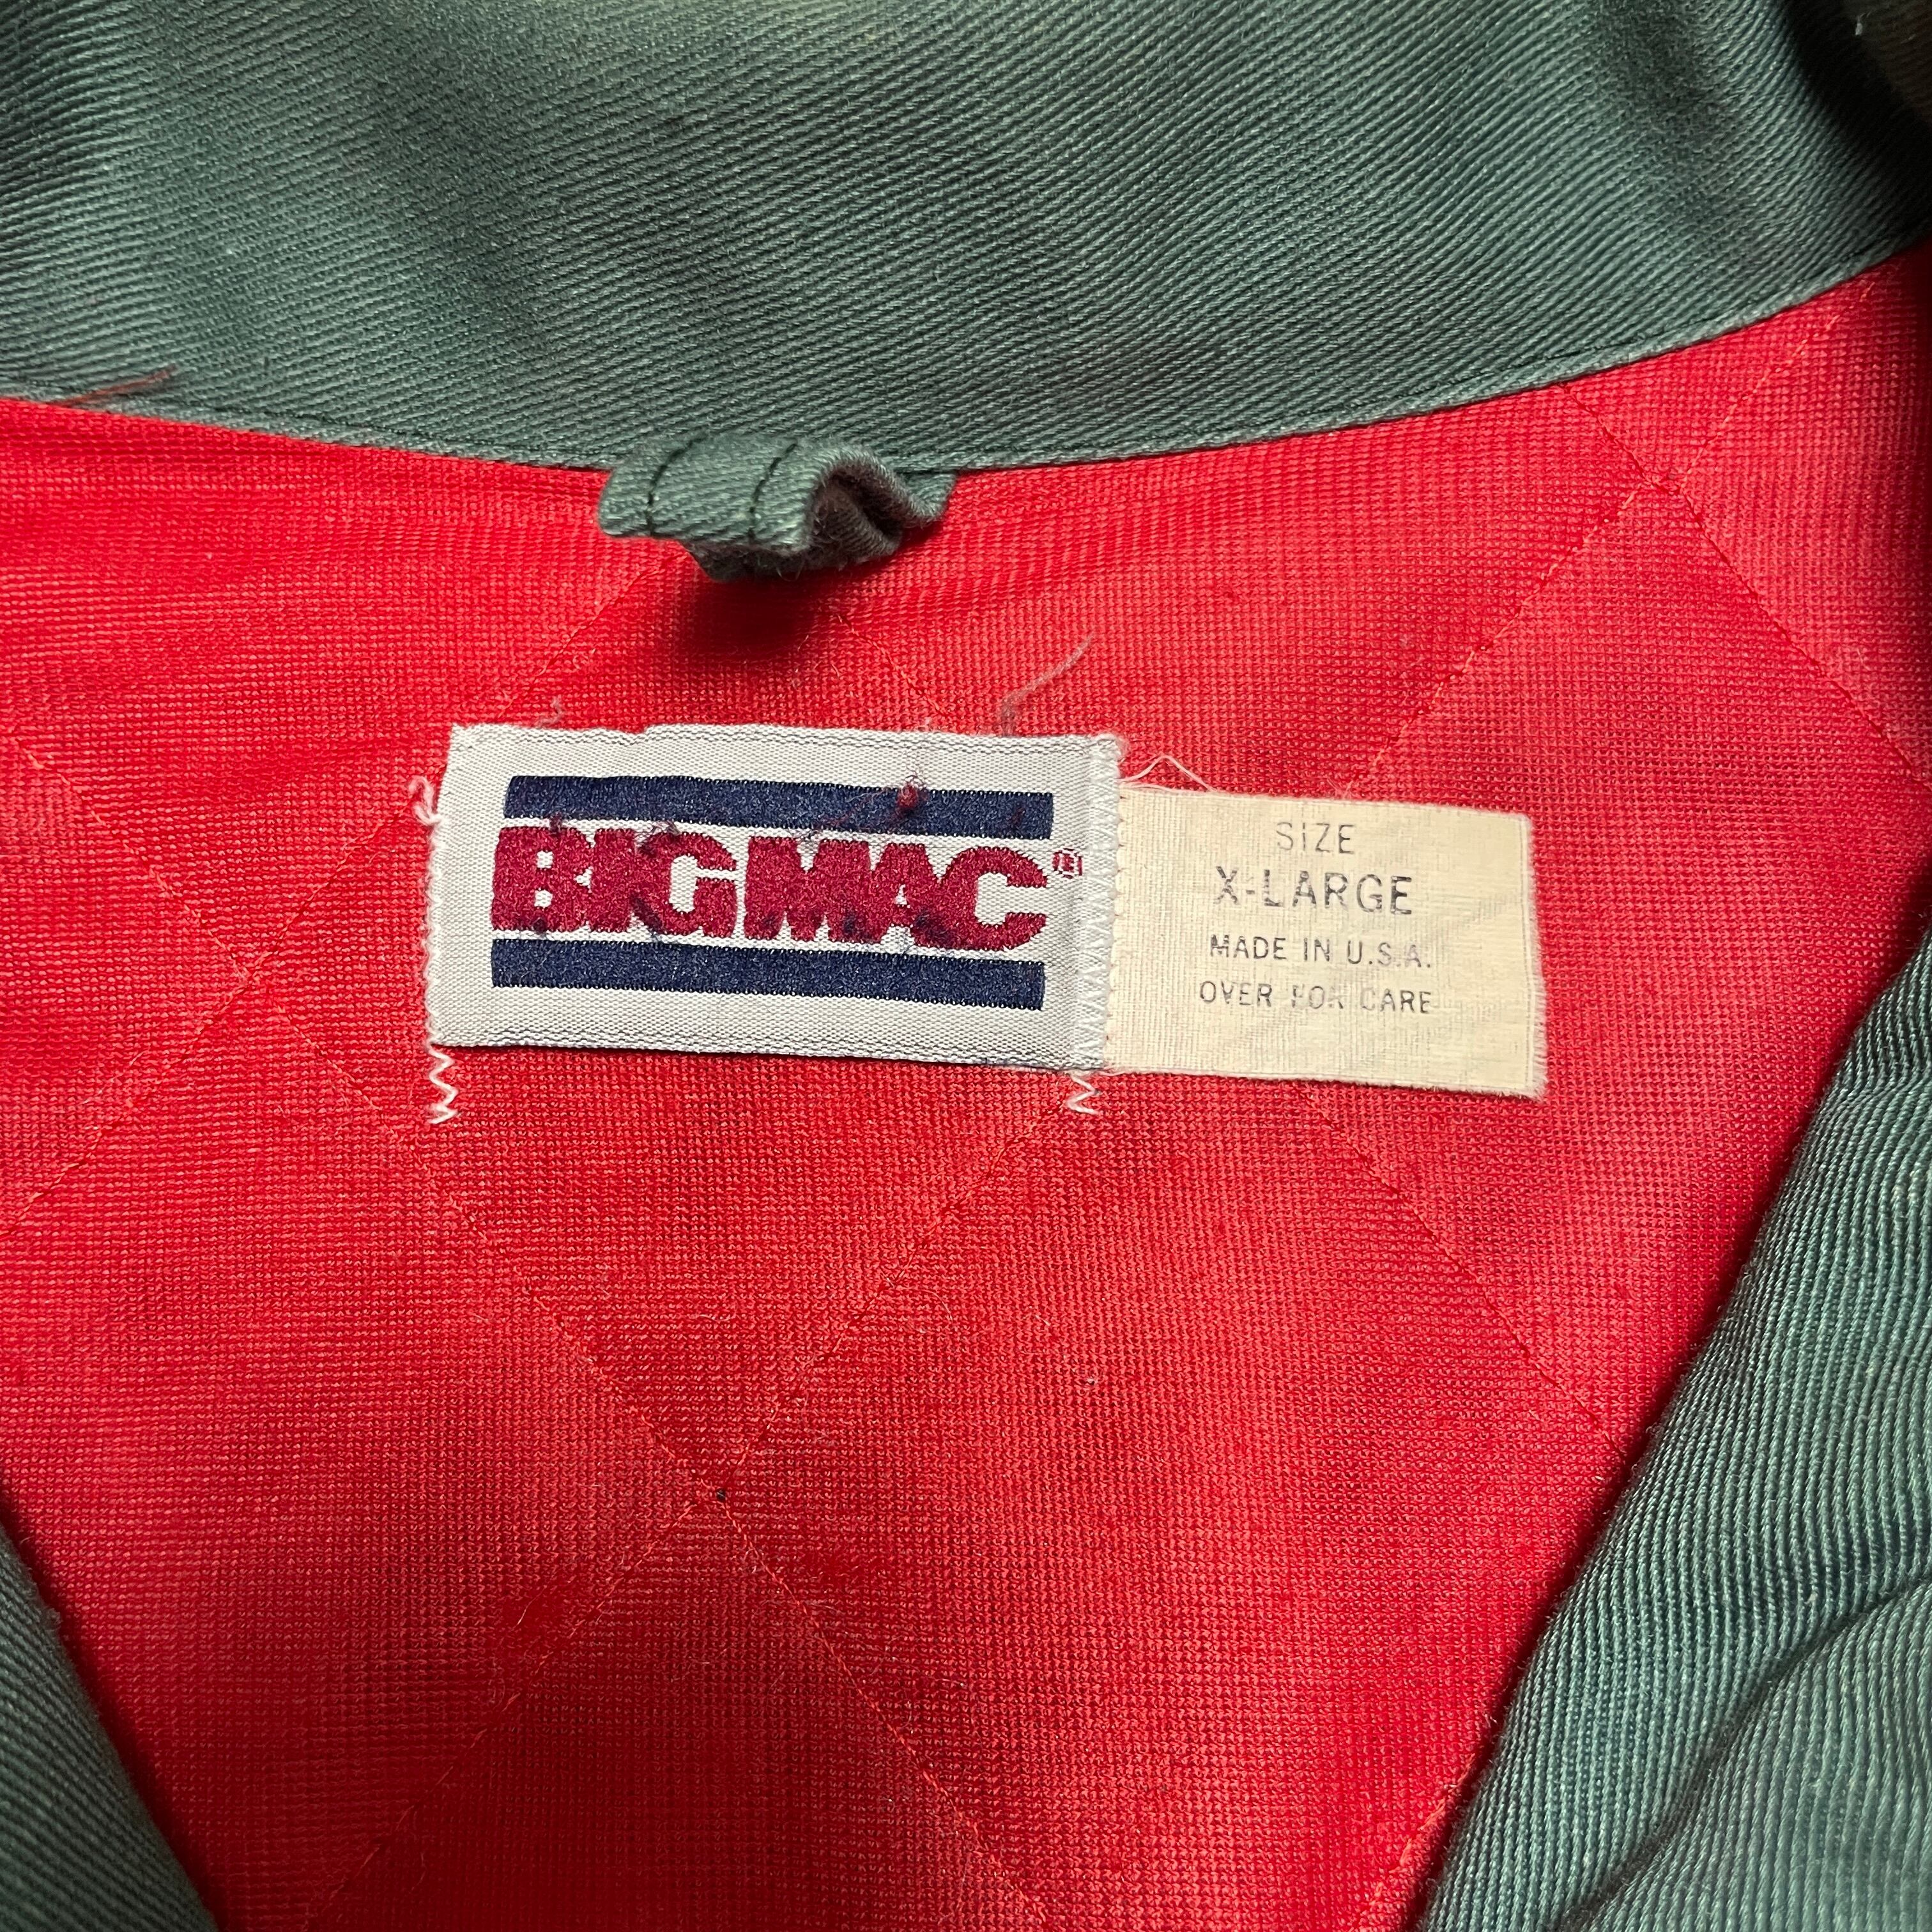 BIG MAC®
SIZE
X-LARGE
MADE IN U.S.A.
OVER FOR CARE